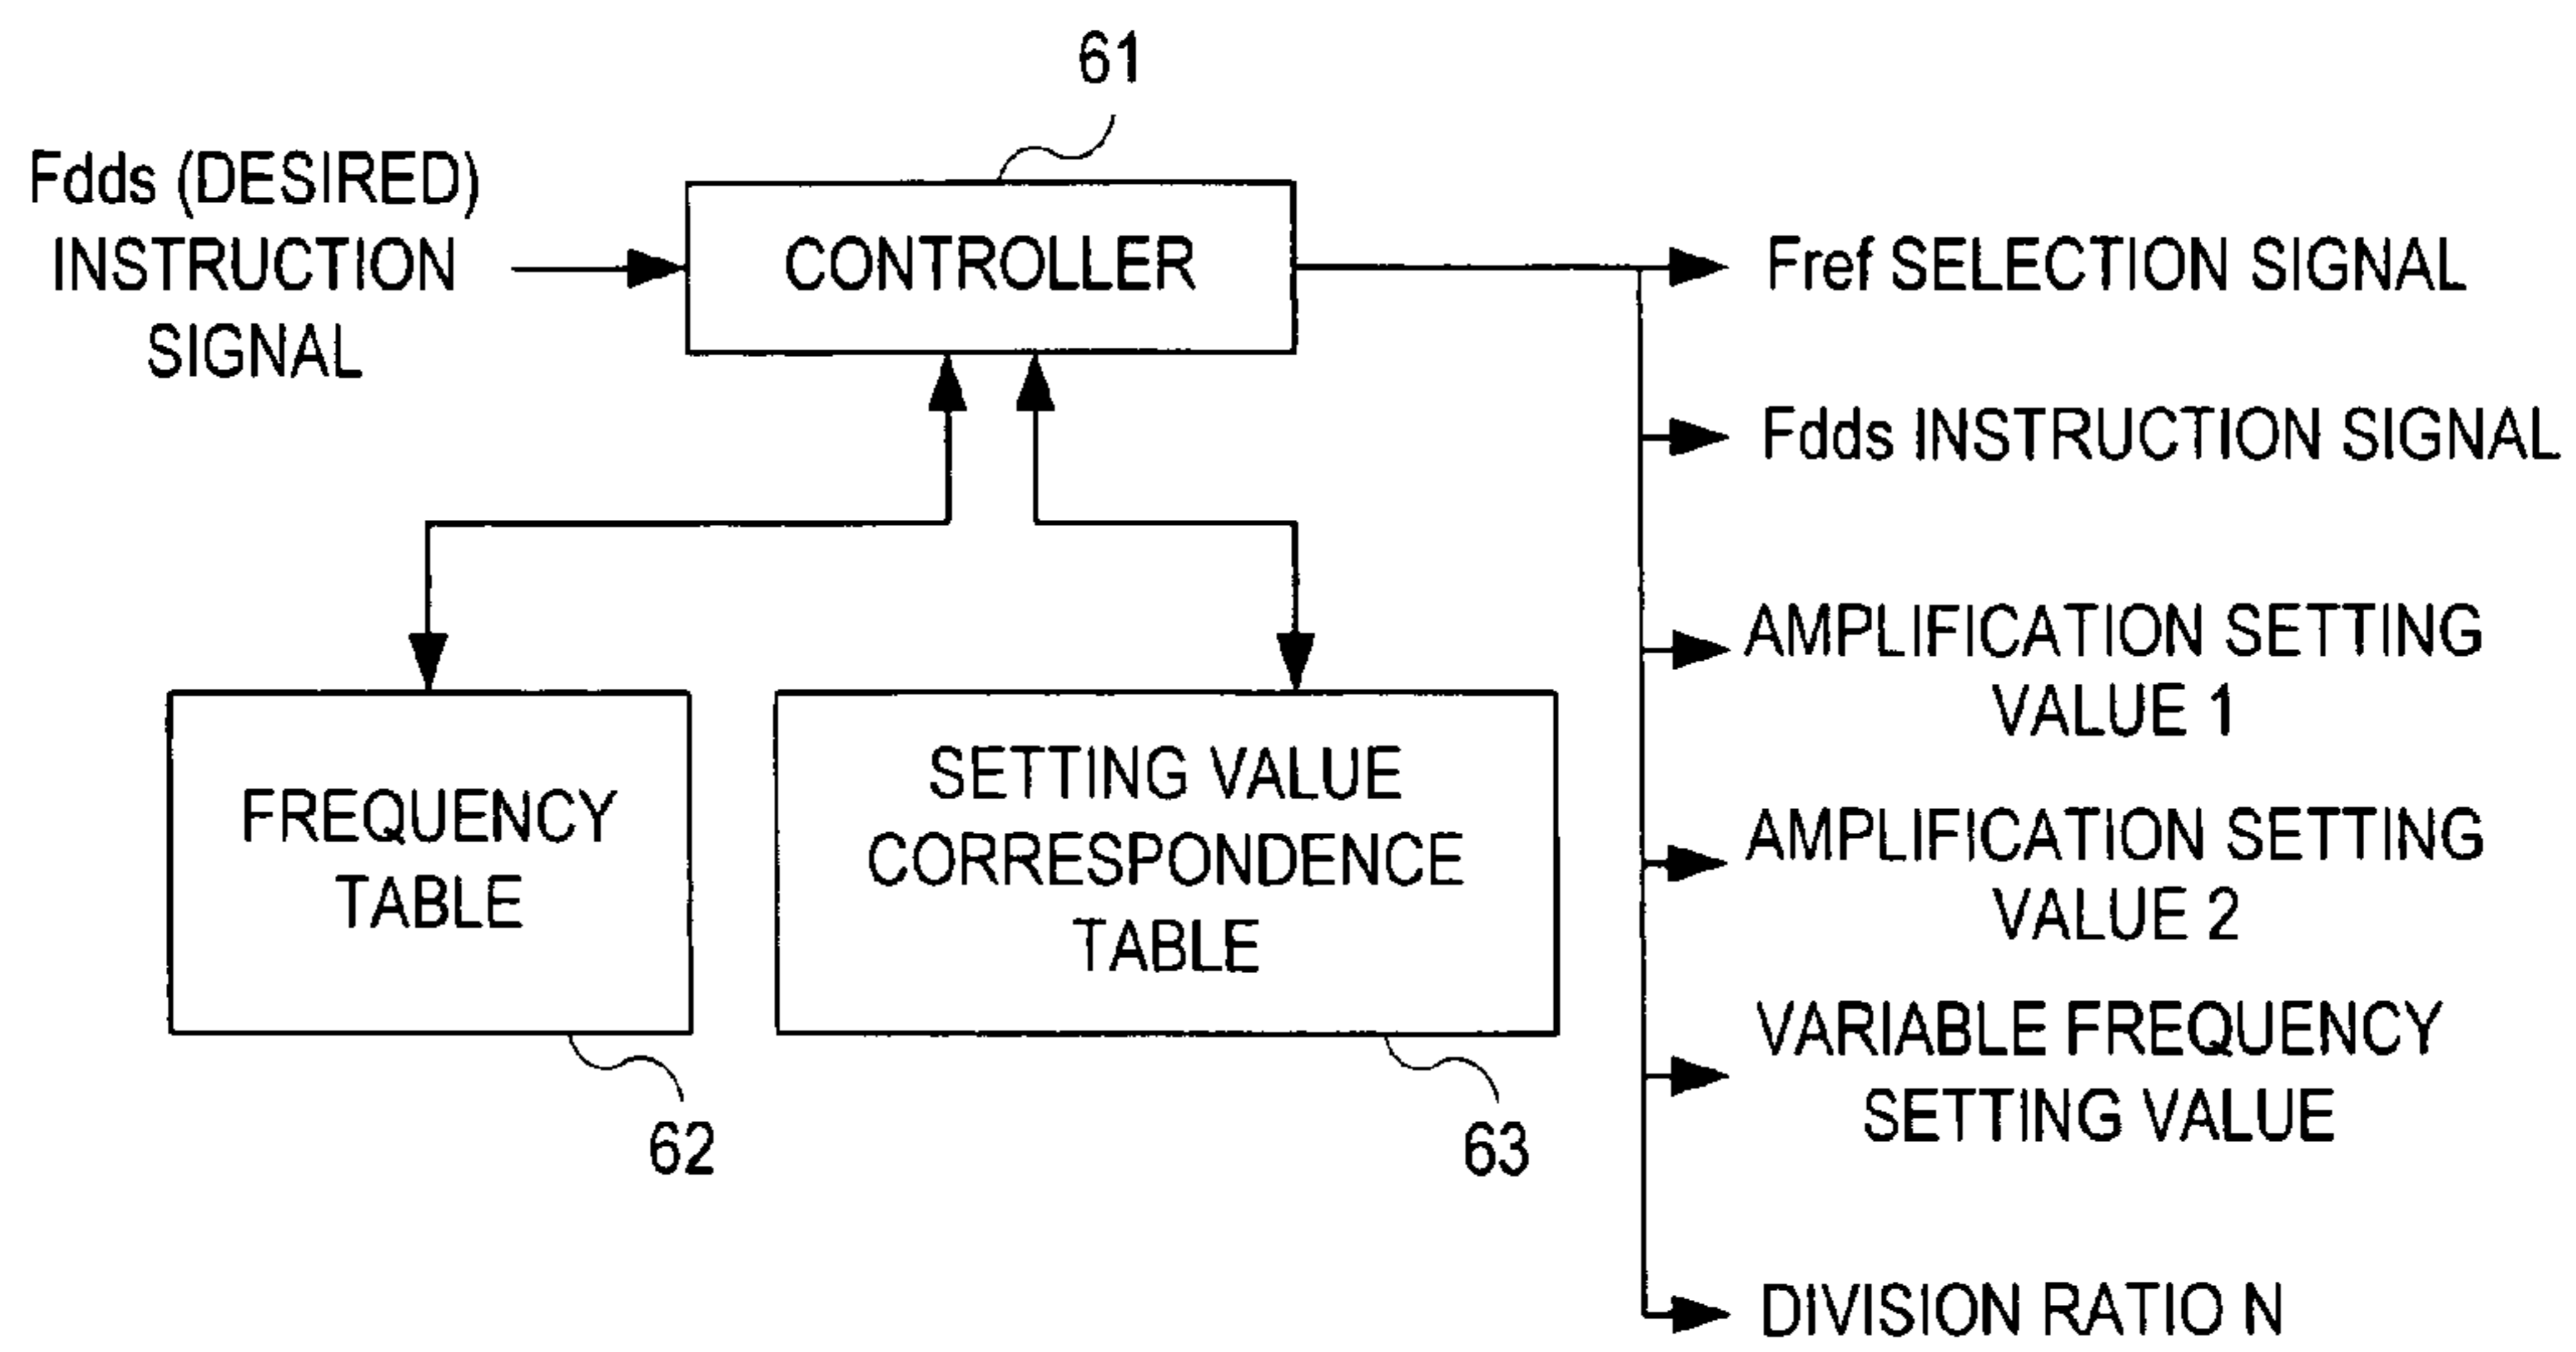 61
Fdds (DESIRED)
INSTRUCTION
SIGNAL
CONTROLLER
Fref SELECTION SIGNAL
Fdds INSTRUCTION SIGNAL
AMPLIFICATION SETTING
VALUE 1
AMPLIFICATION SETTING
VALUE 2
VARIABLE FREQUENCY
SETTING VALUE
DIVISION RATIO N
FREQUENCY
TABLE
62
SETTING VALUE
CORRESPONDENCE
TABLE
63